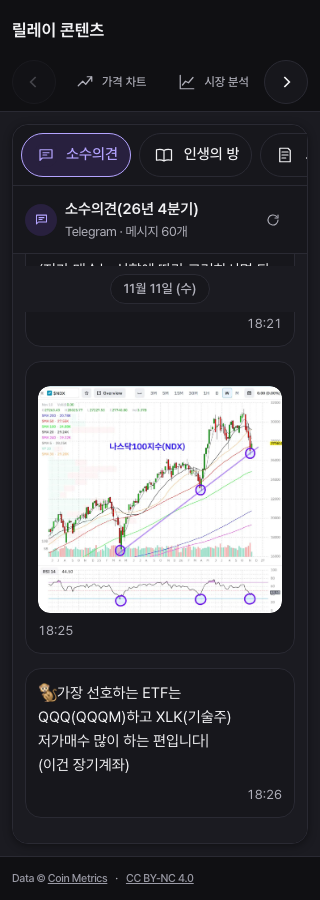 릴레이 콘텐츠
가격 차트
시장 분석
소수의견
인생의 방
소수의견(26년 4분기)
Telegram · 메시지 60개
11월 11일 (수)
18:21
$NDX
Overview
나스닥100지수(NDX)
RSI 14
18:25
🐒가장 선호하는 ETF는
QQQ(QQQM)하고 XLK(기술주)
저가매수 많이 하는 편입니다|
(이건 장기계좌)
18:26
Data © Coin Metrics · CC BY-NC 4.0